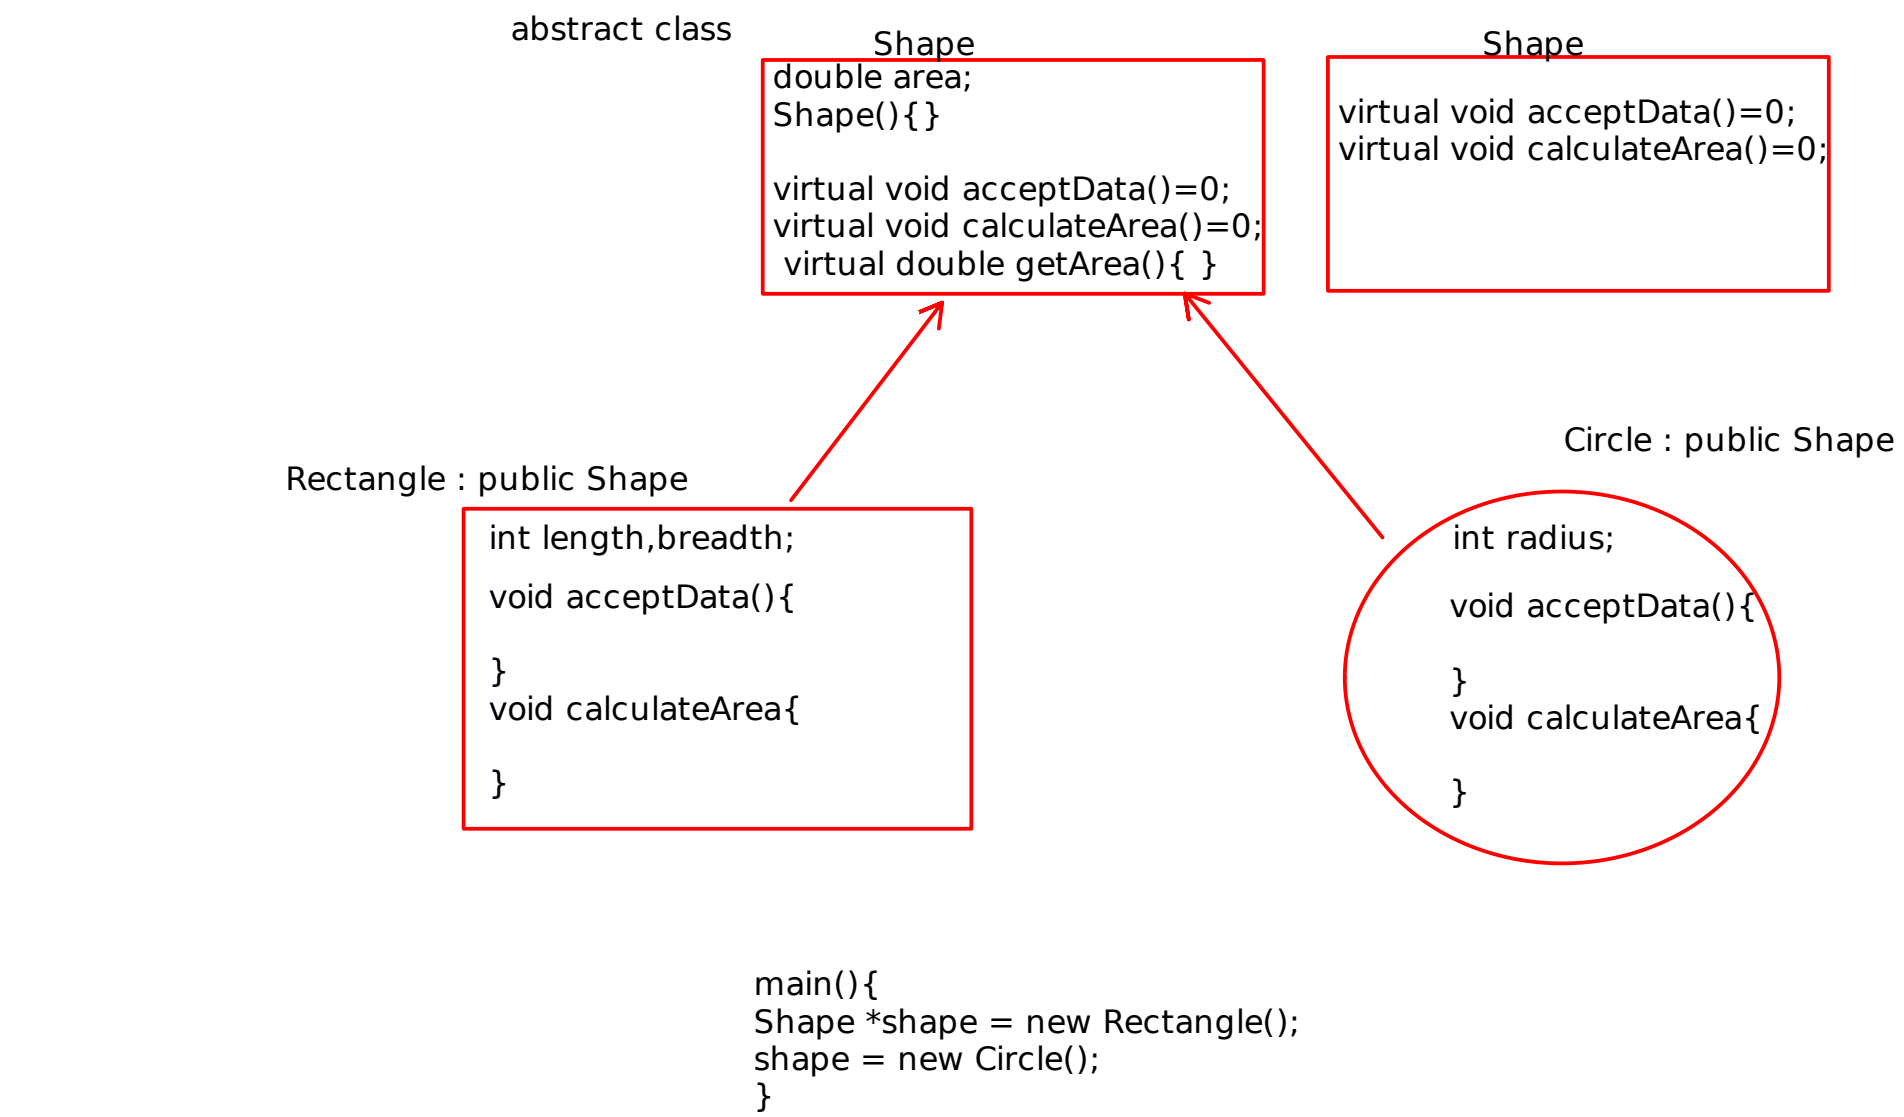 abstract class
Shape
double area;
Shape(){}
virtual void acceptData()=0;
virtual void calculateArea()=0;
virtual double getArea(){ }
Shape
virtual void acceptData()=0;
virtual void calculateArea()=0;
Rectangle : public Shape
int length,breadth;
void acceptData(){
}
void calculateArea{
}
Circle : public Shape
int radius;
void acceptData(){
}
void calculateArea{
}
main(){
Shape *shape = new Rectangle();
shape = new Circle();
}